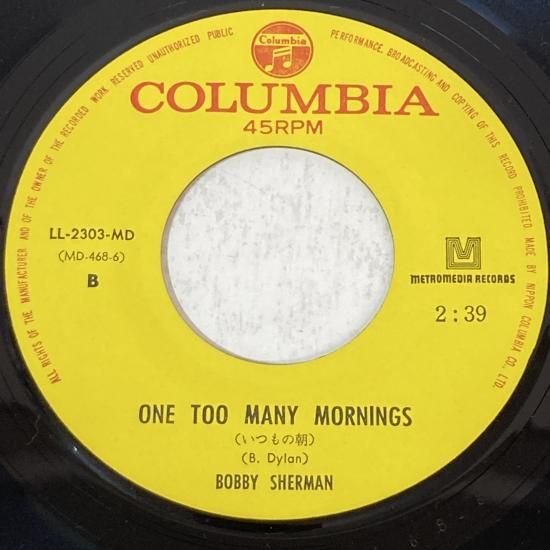 Columbia
COLUMBIA
45RPM
LL-2303-MD
(MD-468-6)
B
METROMEDIA RECORDS
2:39
ONE TOO MANY MORNINGS
(いつもの朝)
(B. Dylan)
BOBBY SHERMAN
ALL RIGHTS OF THE MANUFACTURER AND OF THE OWNER OF THE RECORDED WORK RESERVED UNAUTHORIZED PUBLIC PERFORMANCE, BROADCASTING AND COPYING OF THIS RECORD PROHIBITED MADE BY NIPPON COLUMBIA CO., LTD.